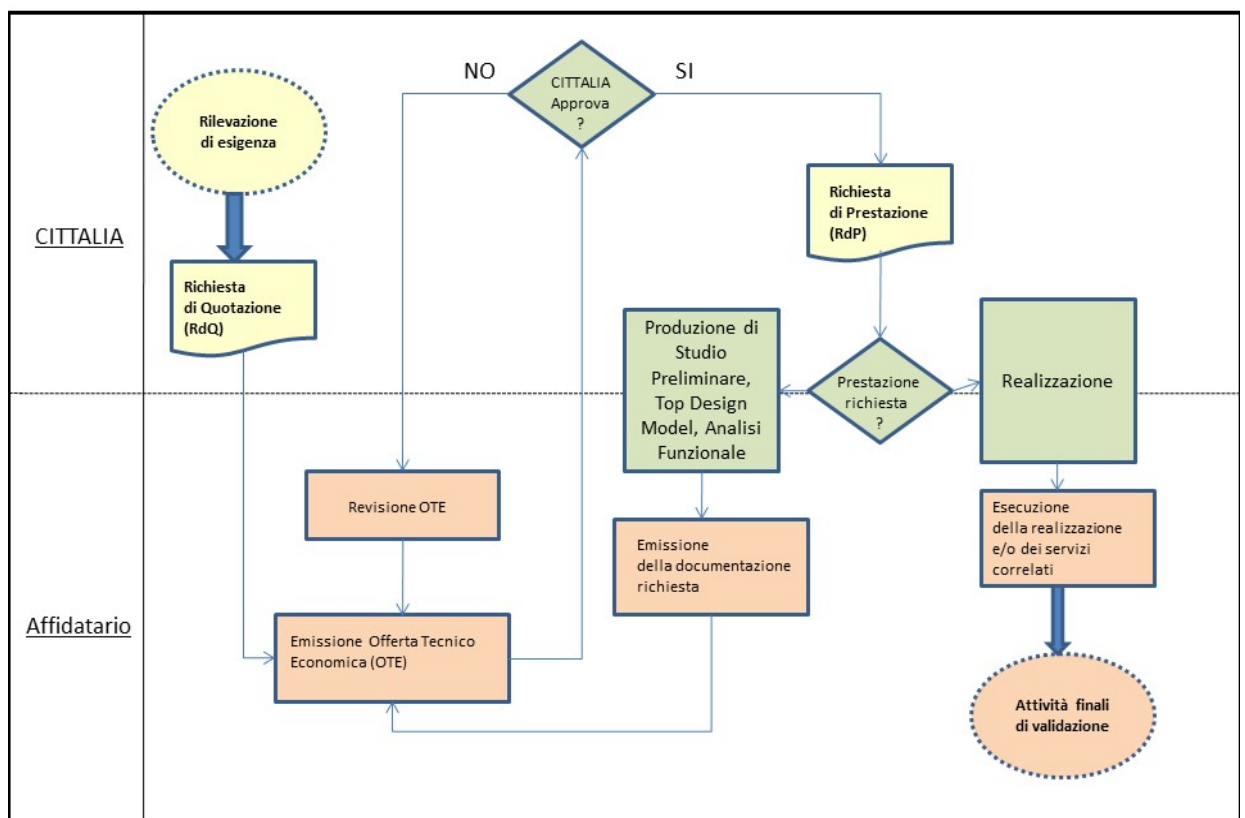 NO
SI
CITTALIA
Approva
?
Rilevazione
di esigenza
Richiesta
di Prestazione
(RdP)
CITTALIA
Richiesta
di Quotazione
(RdQ)
Produzione di
Studio
Preliminare,
Top Design
Model, Analisi
Funzionale
Prestazione
richiesta
?
Realizzazione
Revisione OTE
Emissione
della documentazione
richiesta
Esecuzione
della realizzazione
e/o dei servizi
correlati
Affidatario
Emissione Offerta Tecnico
Economica (OTE)
Attività finali
di validazione